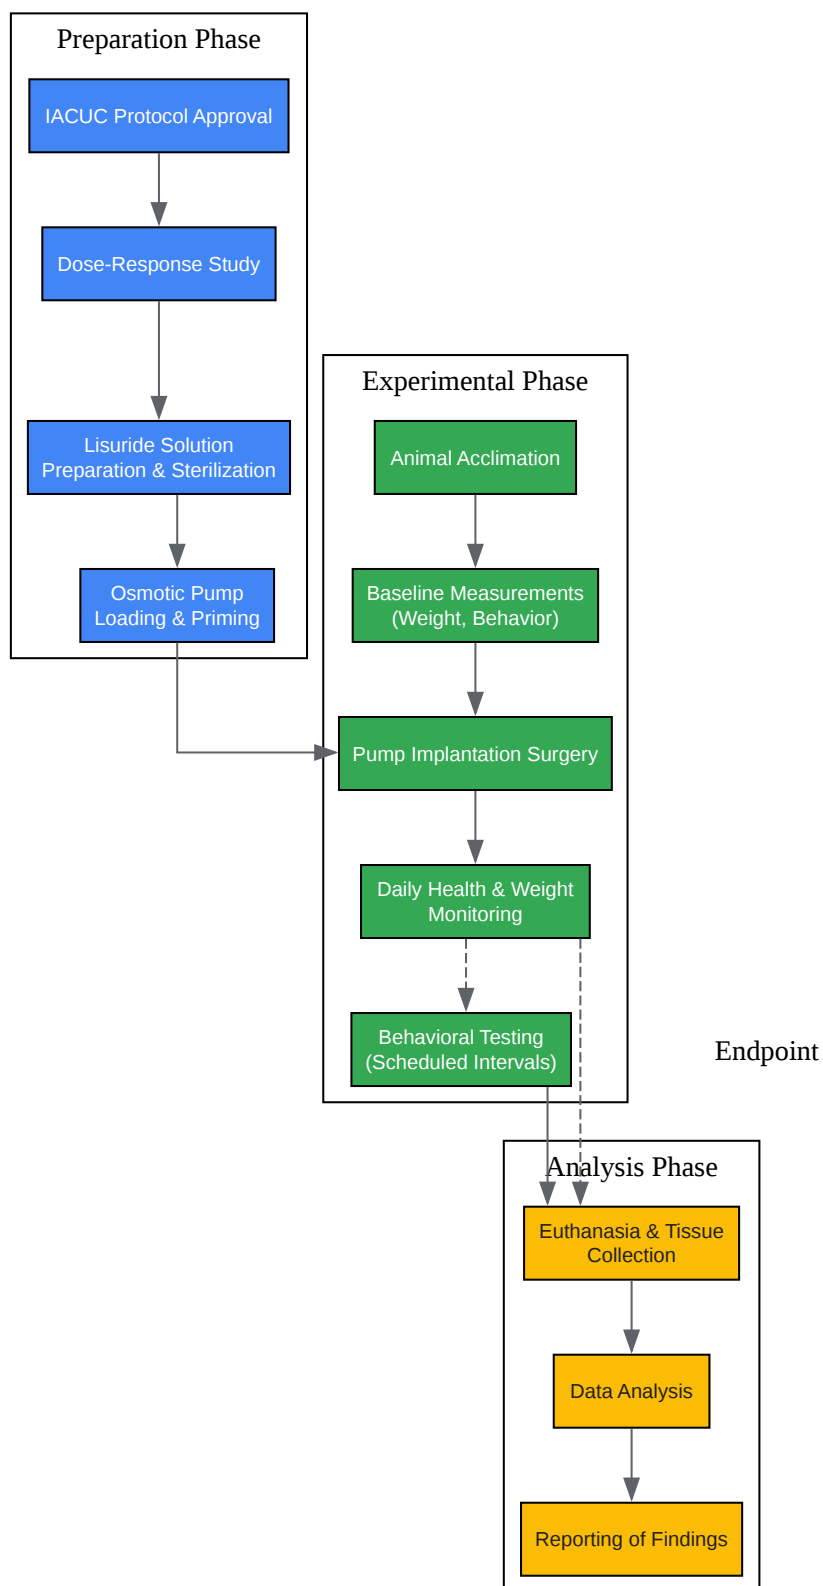 Preparation Phase
IACUC Protocol Approval
Dose-Response Study
Lisuride Solution
Preparation & Sterilization
Osmotic Pump
Loading & Priming
Experimental Phase
Animal Acclimation
Baseline Measurements
(Weight, Behavior)
Pump Implantation Surgery
Daily Health & Weight
Monitoring
Behavioral Testing
(Scheduled Intervals)
Endpoint
Analysis Phase
Euthanasia & Tissue
Collection
Data Analysis
Reporting of Findings